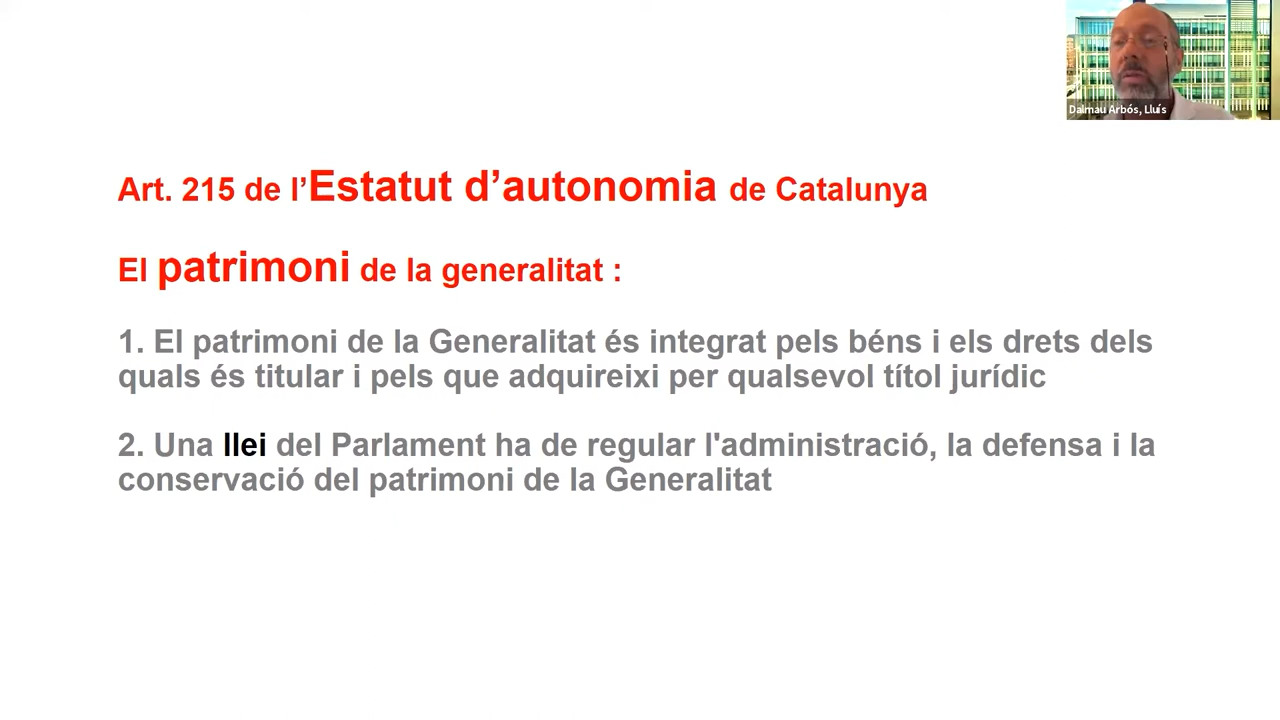 Dalmau Arbós, Lluís
Art. 215 de l’Estatut d’autonomia de Catalunya
El patrimoni de la generalitat :
1. El patrimoni de la Generalitat és integrat pels béns i els drets dels
quals és titular i pels que adquireixi per qualsevol títol jurídic
2. Una llei del Parlament ha de regular l'administració, la defensa i la
conservació del patrimoni de la Generalitat